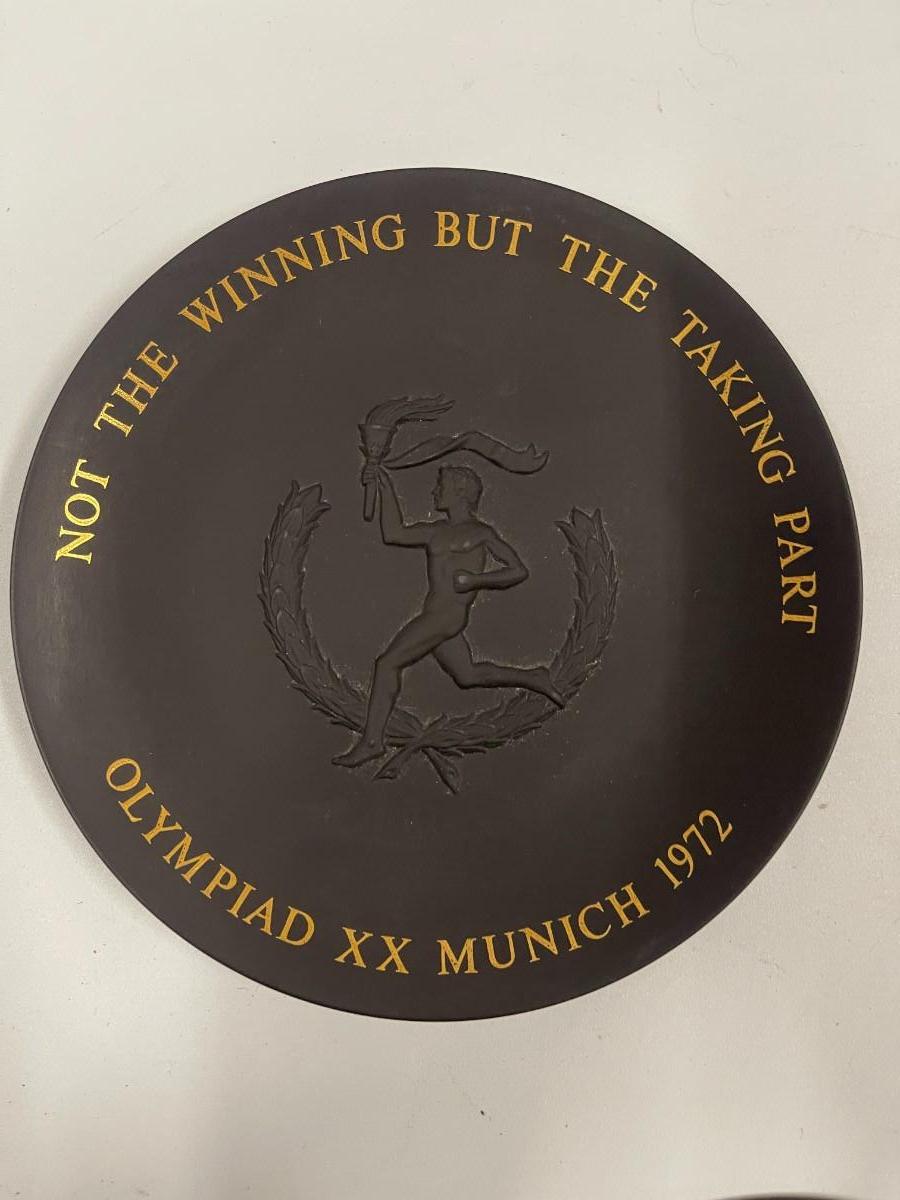 NOT THE WINNING BUT THE TAKING PART
OLYMPIAD XX MUNICH 1972